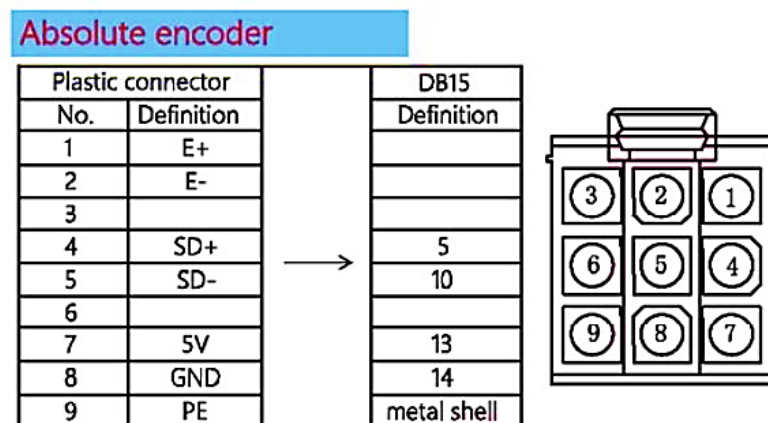 Absolute encoder
Plastic connector DB15
No. Definition Definition
1 E+
2 E-
3
4 SD+ 5
5 SD- 10
6
7 5V 13
8 GND 14
9 PE metal shell
3 2 1
6 5 4
9 8 7